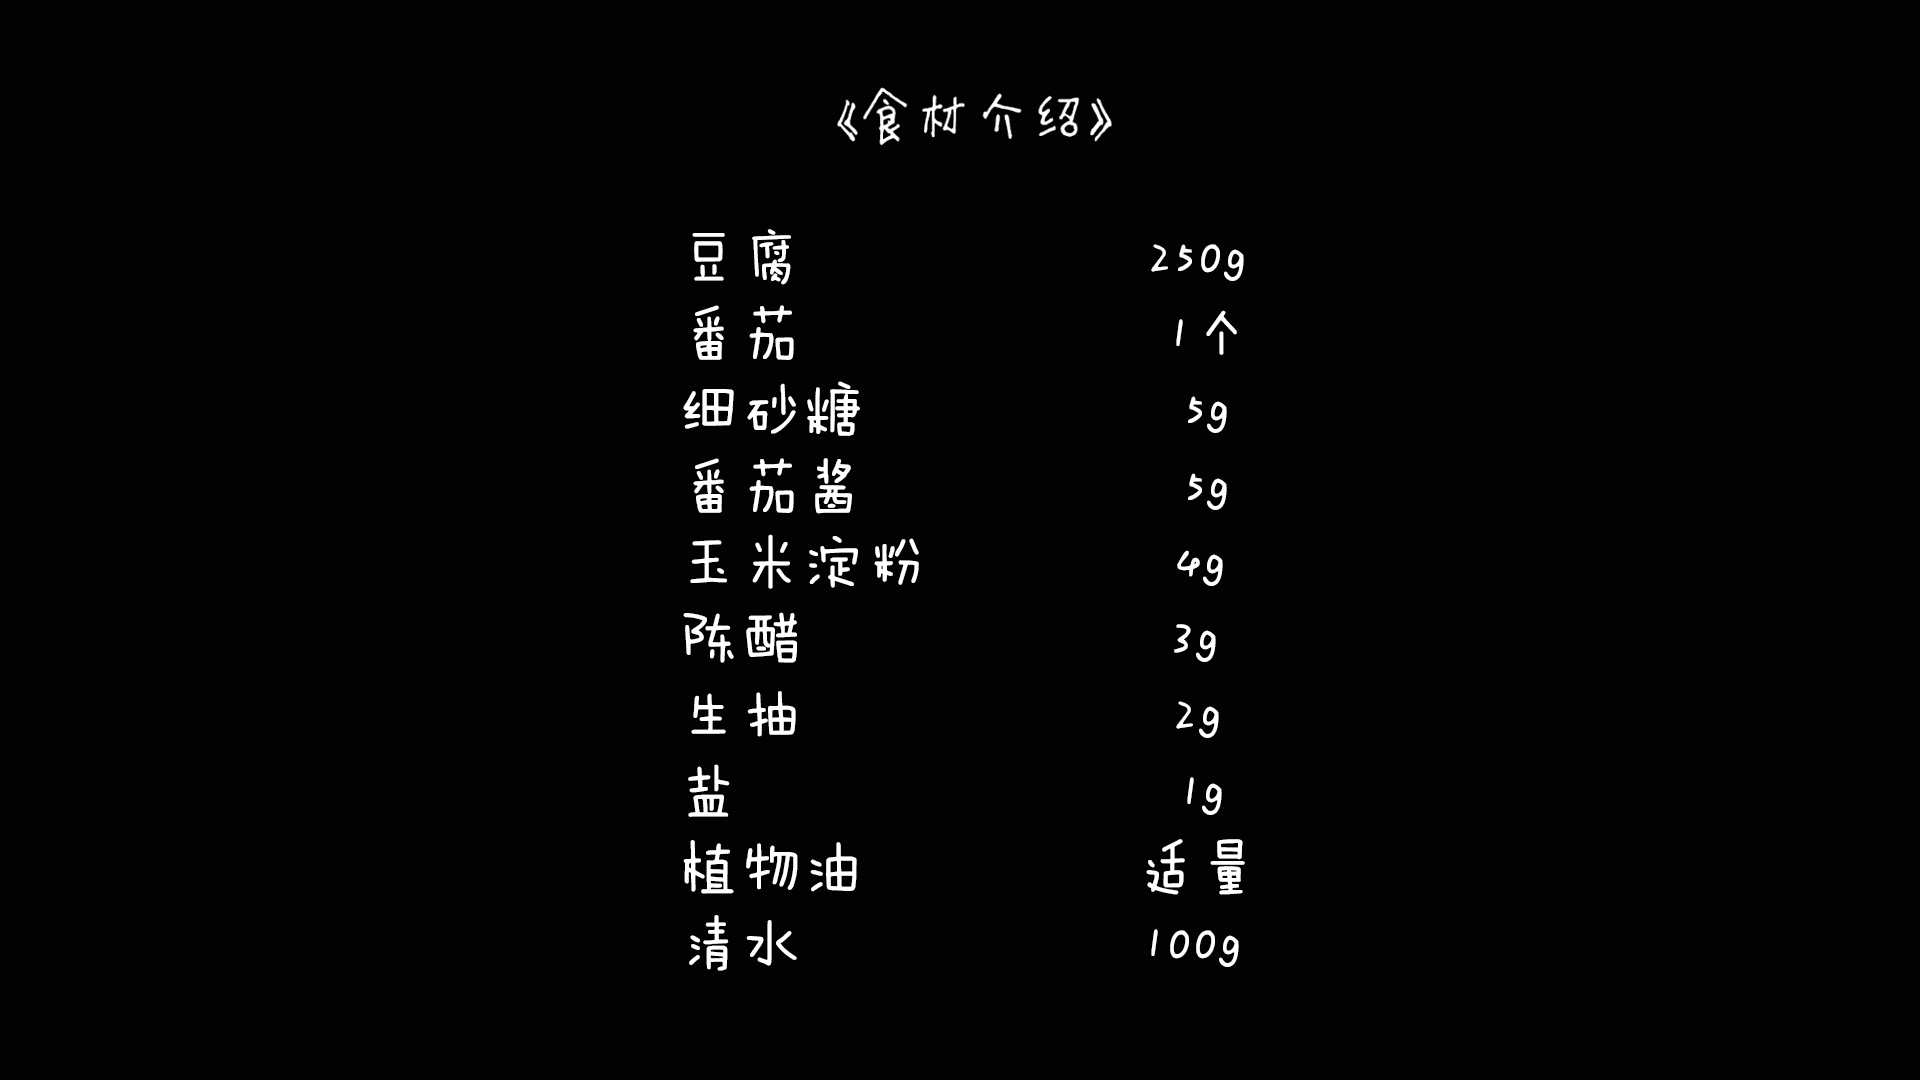 《食材介绍》
豆腐 250g
番茄 1个
细砂糖 5g
番茄酱 5g
玉米淀粉 4g
陈醋 3g
生抽 2g
盐 1g
植物油 适量
清水 100g